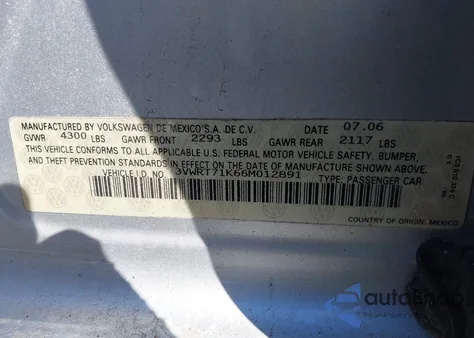 MANUFACTURED BY VOLKSWAGEN DE MEXICO S.A. DE C.V. DATE 07.06
GVWR 4300 LBS GAWR FRONT 2293 LBS GAWR REAR 2117 LBS
THIS VEHICLE CONFORMS TO ALL APPLICABLE U.S. FEDERAL MOTOR VEHICLE SAFETY, BUMPER,
AND THEFT PREVENTION STANDARDS IN EFFECT ON THE DATE OF MANUFACTURE SHOWN ABOVE.
VEHICLE I.D. NO. 3VWRT71K66M012891 TYPE: PASSENGER CAR
COUNTRY OF ORIGIN: MEXICO